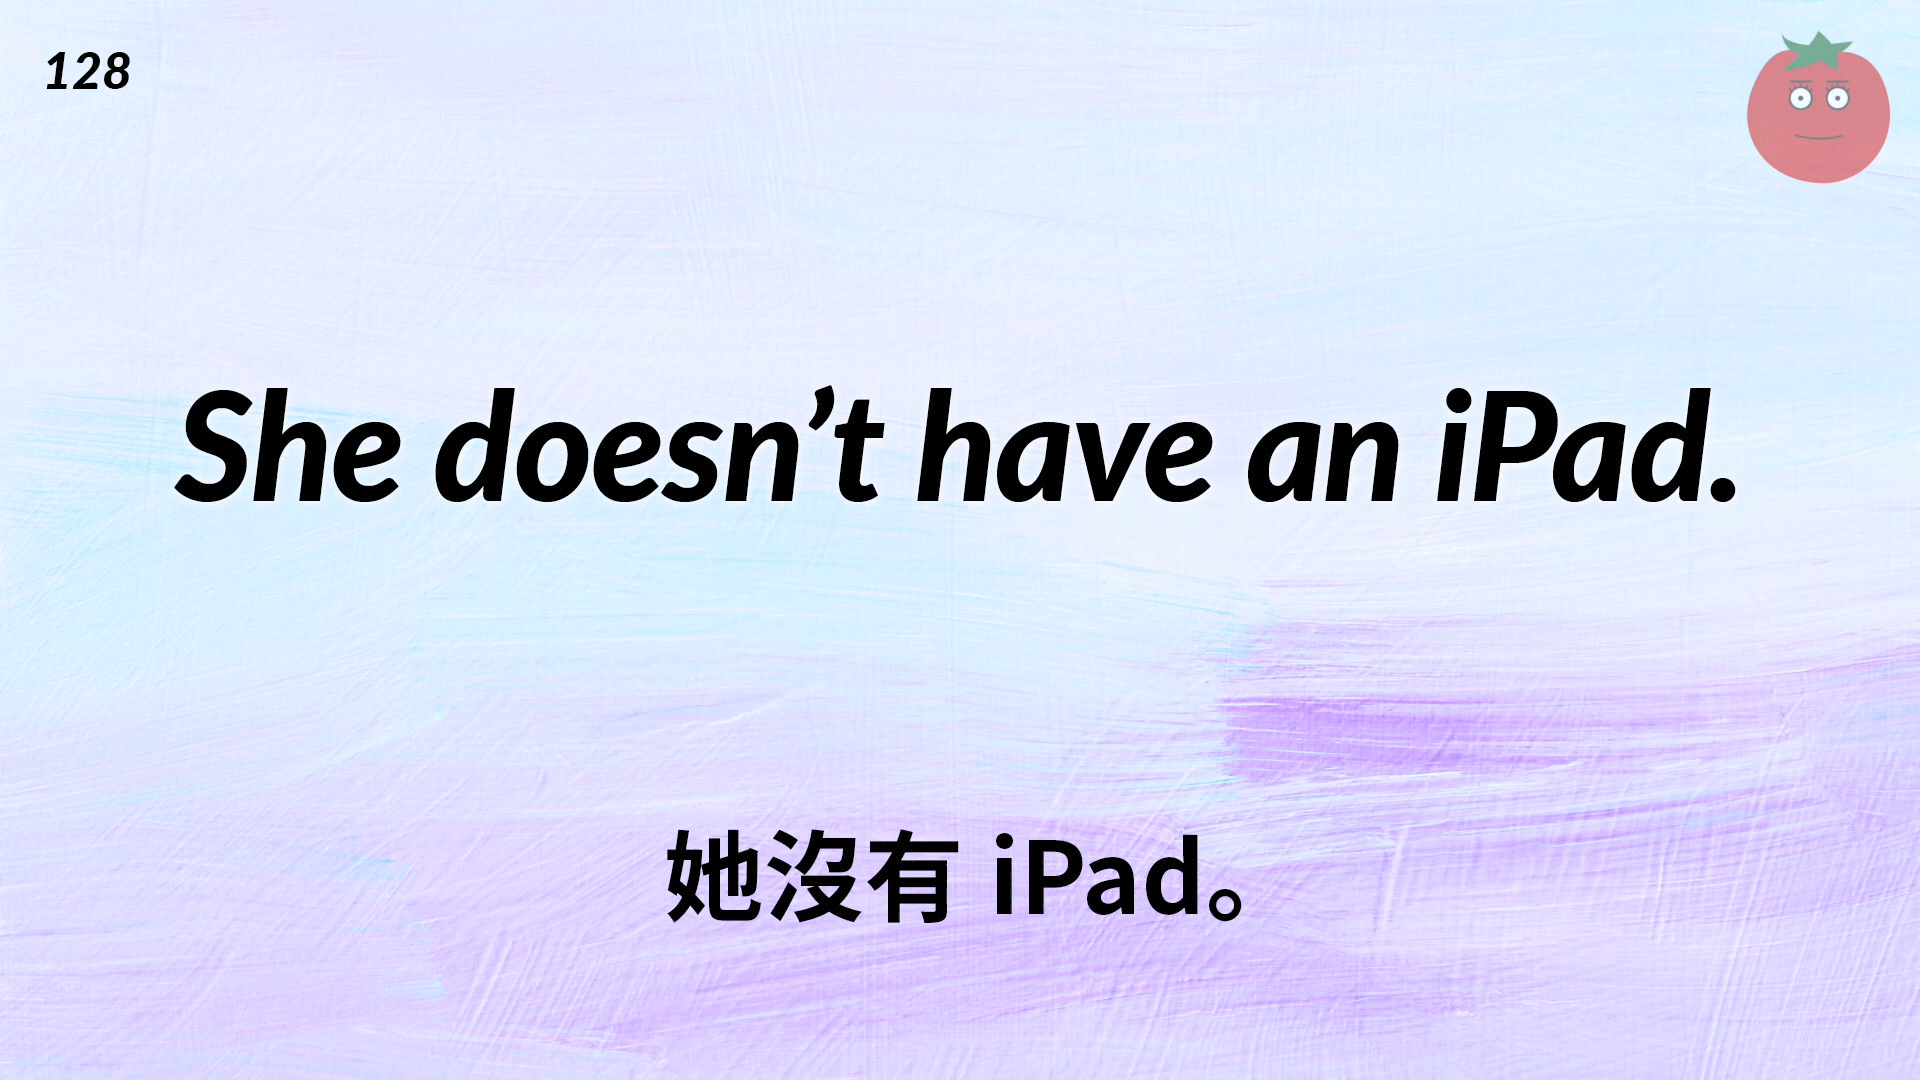 128
She doesn’t have an iPad.
她沒有 iPad。